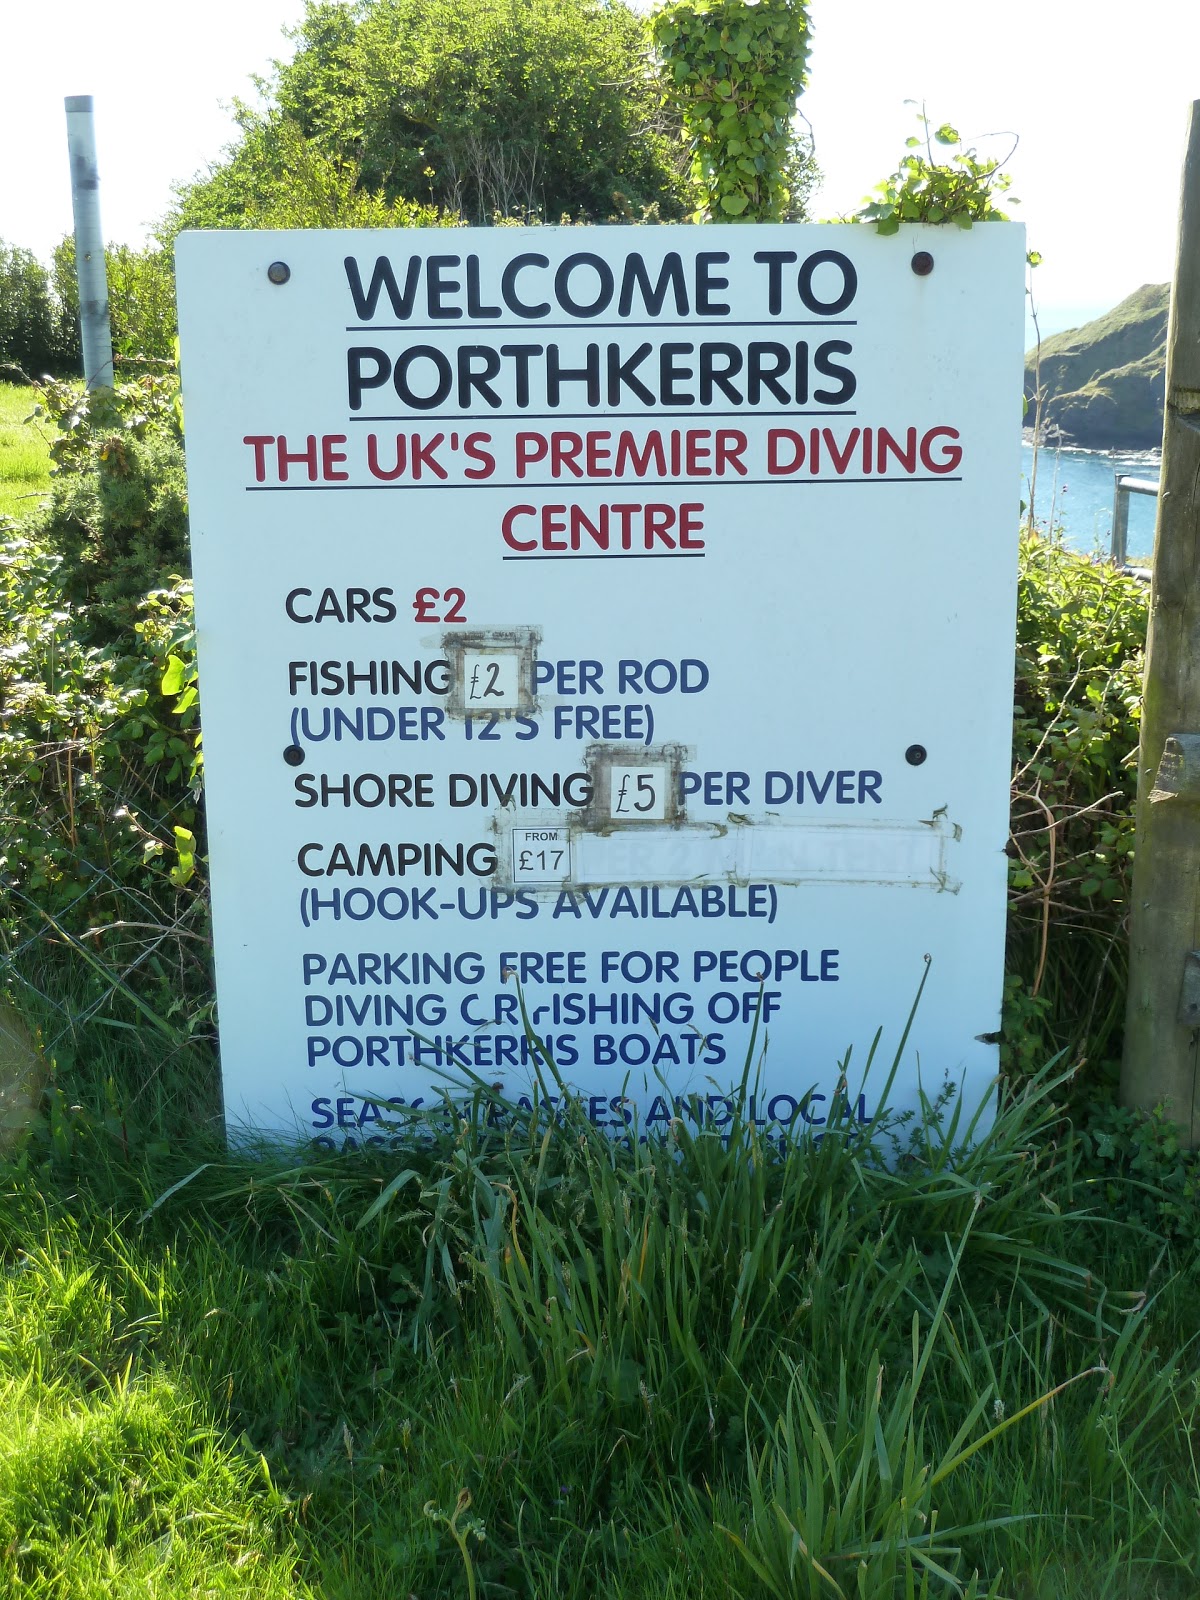 WELCOME TO
PORTHKERRIS
THE UK'S PREMIER DIVING
CENTRE
CARS £2
FISHING £2 PER ROD
(UNDER 12'S FREE)
SHORE DIVING £5 PER DIVER
CAMPING FROM £17
(HOOK-UPS AVAILABLE)
PARKING FREE FOR PEOPLE
DIVING OR FISHING OFF
PORTHKERRIS BOATS
AND LOCAL